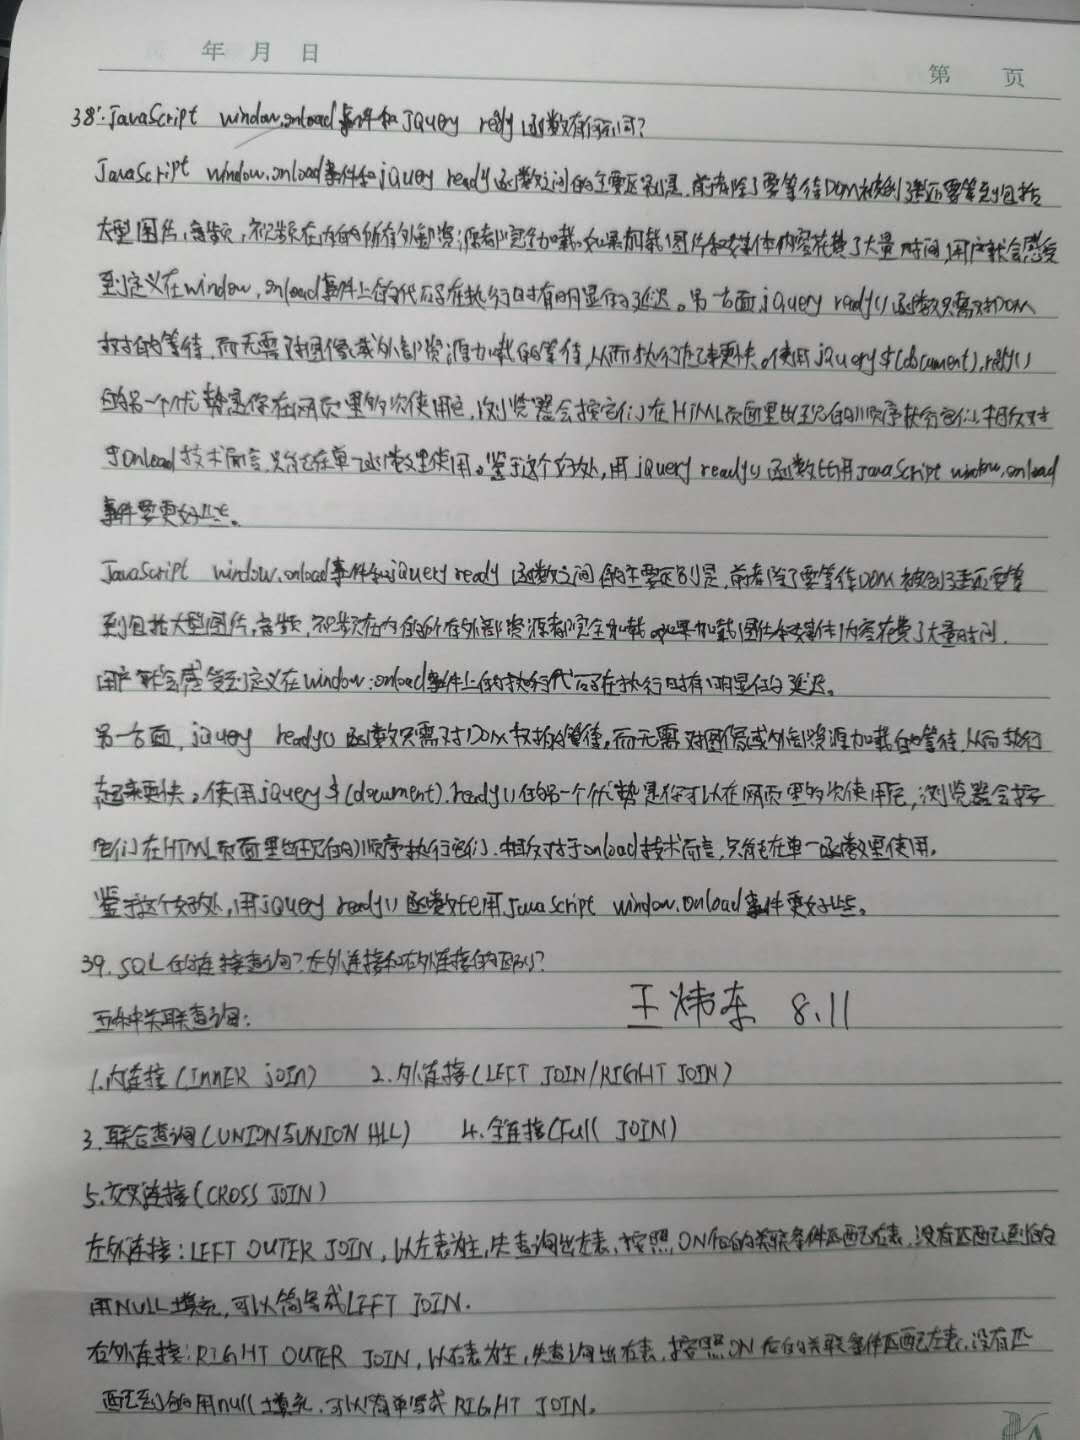 年 月 日
第 页
38. JavaScript window.onload事件和JQuery redy函数有何不同?
JavaScript window.onload事件和jQuery ready函数之间的主要区别是,前者除了要等待DOM被创建还要等到包括
大型图片,音频,视频在内的所有外部资源都完全加载。如果加载图片和媒体内容花费了大量时间,用户就会感受
到定义在window.onload事件上的代码在执行时有明显的延迟。另一方面,jQuery ready()函数只需对DOM
树的等待,而无需对图像或外部资源加载的等待,从而执行起来更快。使用jQuery $(document).redy()
的另一个优势是你在网页里多次使用它,浏览器会按它们在HTML页面里出现的顺序执行它们,相反对
于onload技术而言,只能在单一函数里使用。鉴于这个好处,用jQuery ready()函数比用JavaScript window.onload
事件要更好些。
JavaScript window.onload事件和jQuery ready函数之间的主要区别是,前者除了要等待DOM被创建还要等
到包括大型图片,音频,视频在内的所有外部资源都完全加载。如果加载图片和媒体内容花费了大量时间,
用户就会感受到定义在window.onload事件上的执行代码在执行时有明显的延迟。
另一方面,jQuery ready()函数只需对DOM树的等待,而无需对图像或外部资源加载的等待,从而执行
起来更快。使用jQuery $(document).ready()的另一个优势是你可以在网页里多次使用它,浏览器会按
它们在HTML页面里出现的顺序执行它们,相反对于onload技术而言,只能在单一函数里使用。
鉴于这个好处,用jQuery ready()函数比用JavaScript window.onload事件更好些。
39. SQL的连接查询?左外连接和右外连接的区别?
五种关联查询:
王炜东 8.11
1.内连接(InnER joIn) 2.外连接(LEFT JOIN/RIGHT JOIN)
3.联合查询(UNION与UNION ALL) 4.全连接(Full JOIN)
5.交叉连接(CROSS JOIN)
左外连接:LEFT OUTER JOIN,以左表为主,先查询出左表,按照ON后的关联条件匹配右表,没有匹配到的
用NULL填充,可以简写成LEFT JOIN.
右外连接:RIGHT OUTER JOIN,以右表为主,先查询出右表,按照ON后的关联条件匹配左表,没有匹
配到的用null填充,可以简单写成RIGHT JOIN。